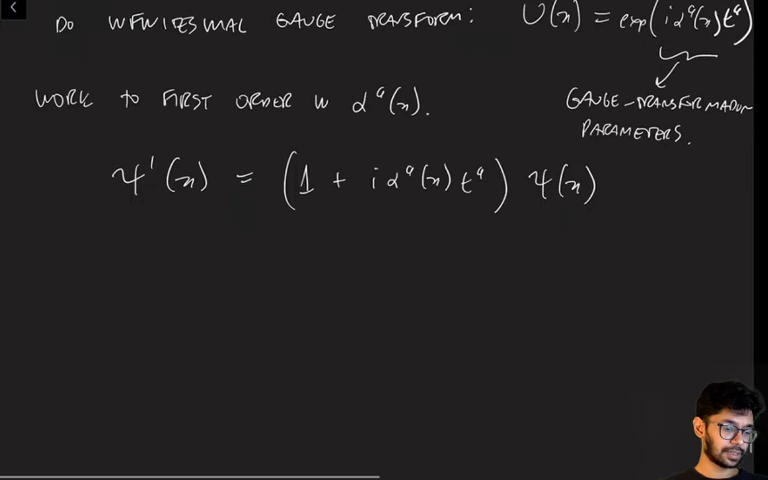 DO INFINITESIMAL GAUGE TRANSFORM: U(x) = exp(iα^a(x)t^a)
WORK TO FIRST ORDER IN α^a(x).
GAUGE-TRANSFORMATION
PARAMETERS.
Ψ'(x) = (1 + iα^a(x)t^a) Ψ(x)